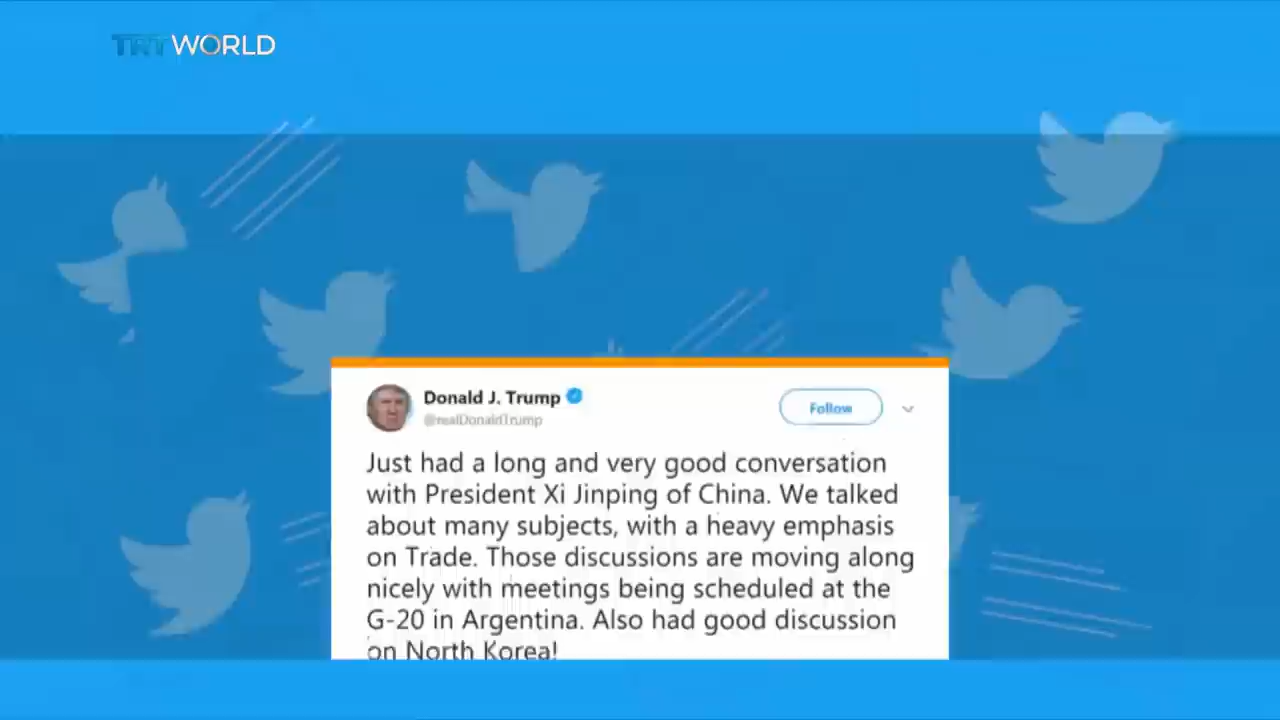 TRT WORLD
Donald J. Trump
@realDonaldTrump
Follow
Just had a long and very good conversation
with President Xi Jinping of China. We talked
about many subjects, with a heavy emphasis
on Trade. Those discussions are moving along
nicely with meetings being scheduled at the
G-20 in Argentina. Also had good discussion
on North Korea!